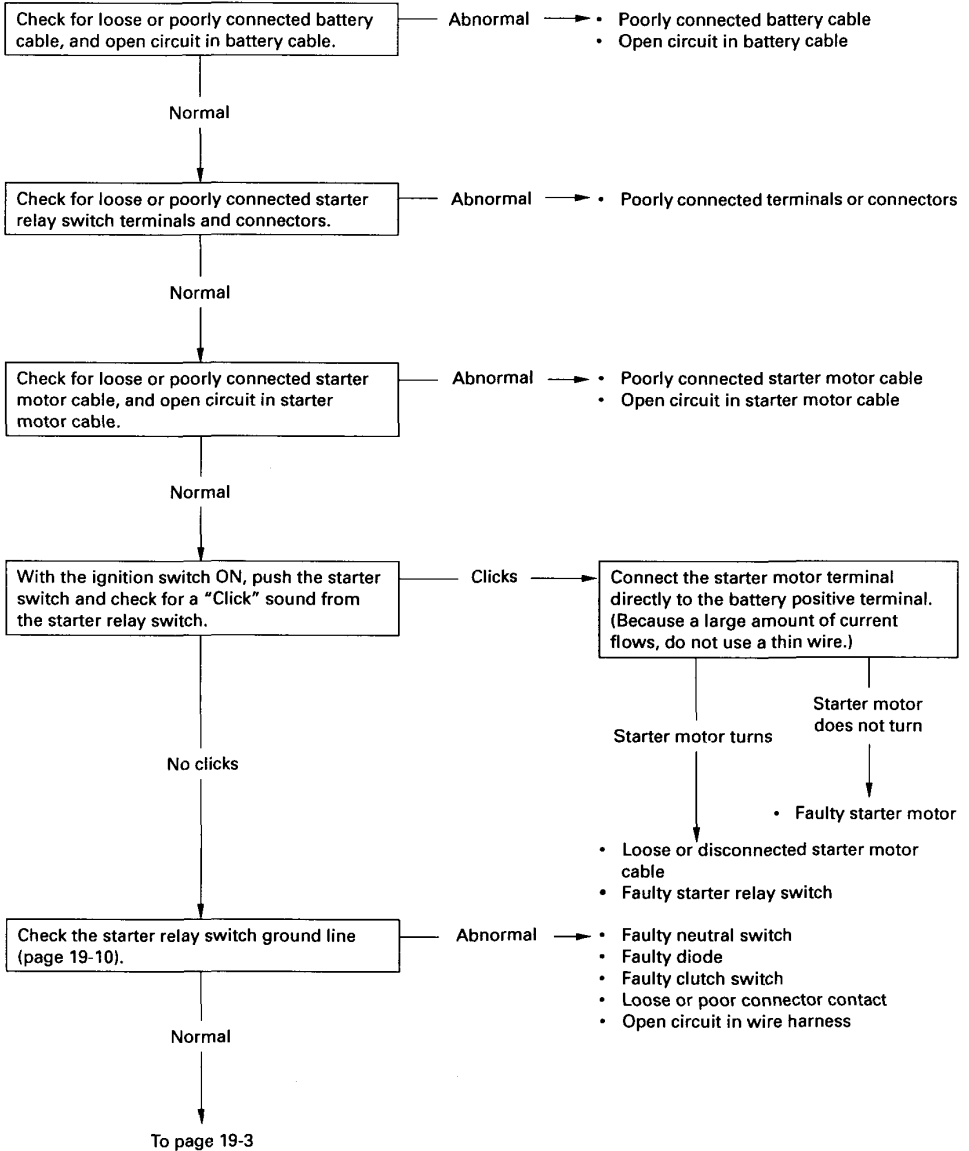 Check for loose or poorly connected battery
cable, and open circuit in battery cable.
Abnormal
• Poorly connected battery cable
• Open circuit in battery cable
Normal
Check for loose or poorly connected starter
relay switch terminals and connectors.
Abnormal
• Poorly connected terminals or connectors
Normal
Check for loose or poorly connected starter
motor cable, and open circuit in starter
motor cable.
Abnormal
• Poorly connected starter motor cable
• Open circuit in starter motor cable
Normal
With the ignition switch ON, push the starter
switch and check for a "Click" sound from
the starter relay switch.
Clicks
Connect the starter motor terminal
directly to the battery positive terminal.
(Because a large amount of current
flows, do not use a thin wire.)
Starter motor
does not turn
Starter motor turns
No clicks
• Faulty starter motor
• Loose or disconnected starter motor
cable
• Faulty starter relay switch
Check the starter relay switch ground line
(page 19-10).
Abnormal
• Faulty neutral switch
• Faulty diode
• Faulty clutch switch
• Loose or poor connector contact
• Open circuit in wire harness
Normal
To page 19-3